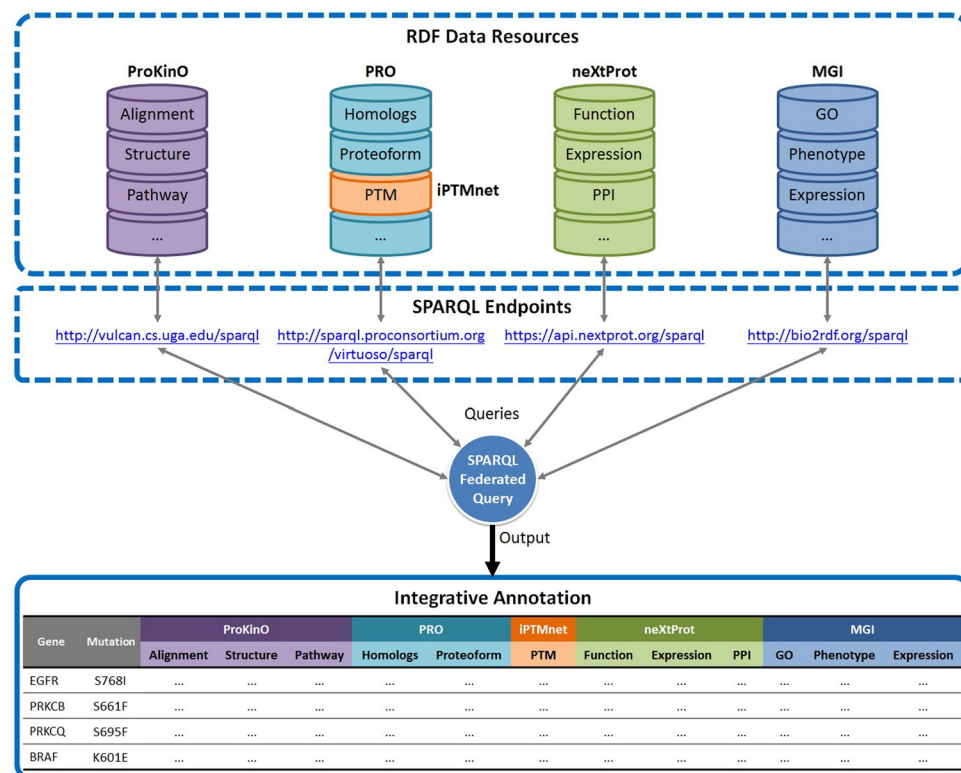 RDF Data Resources
ProKinO PRO neXtProt MGI
Alignment Homologs Function GO
Structure Proteoform Expression Phenotype
Pathway PTM iPTMnet PPI Expression
... ... ... ...
SPARQL Endpoints
http://vulcan.cs.uga.edu/sparql http://sparql.proconsortium.org https://api.nextprot.org/sparql http://bio2rdf.org/sparql
/virtuoso/sparql
Queries
SPARQL
Federated
Query
Output
Integrative Annotation
Gene Mutation ProKinO PRO iPTMnet neXtProt MGI
Alignment Structure Pathway Homologs Proteoform PTM Function Expression PPI GO Phenotype Expression
EGFR S768I ... ... ... ... ... ... ... ... ... ... ... ...
PRKCB S661F ... ... ... ... ... ... ... ... ... ... ... ...
PRKCQ S695F ... ... ... ... ... ... ... ... ... ... ... ...
BRAF K601E ... ... ... ... ... ... ... ... ... ... ... ...